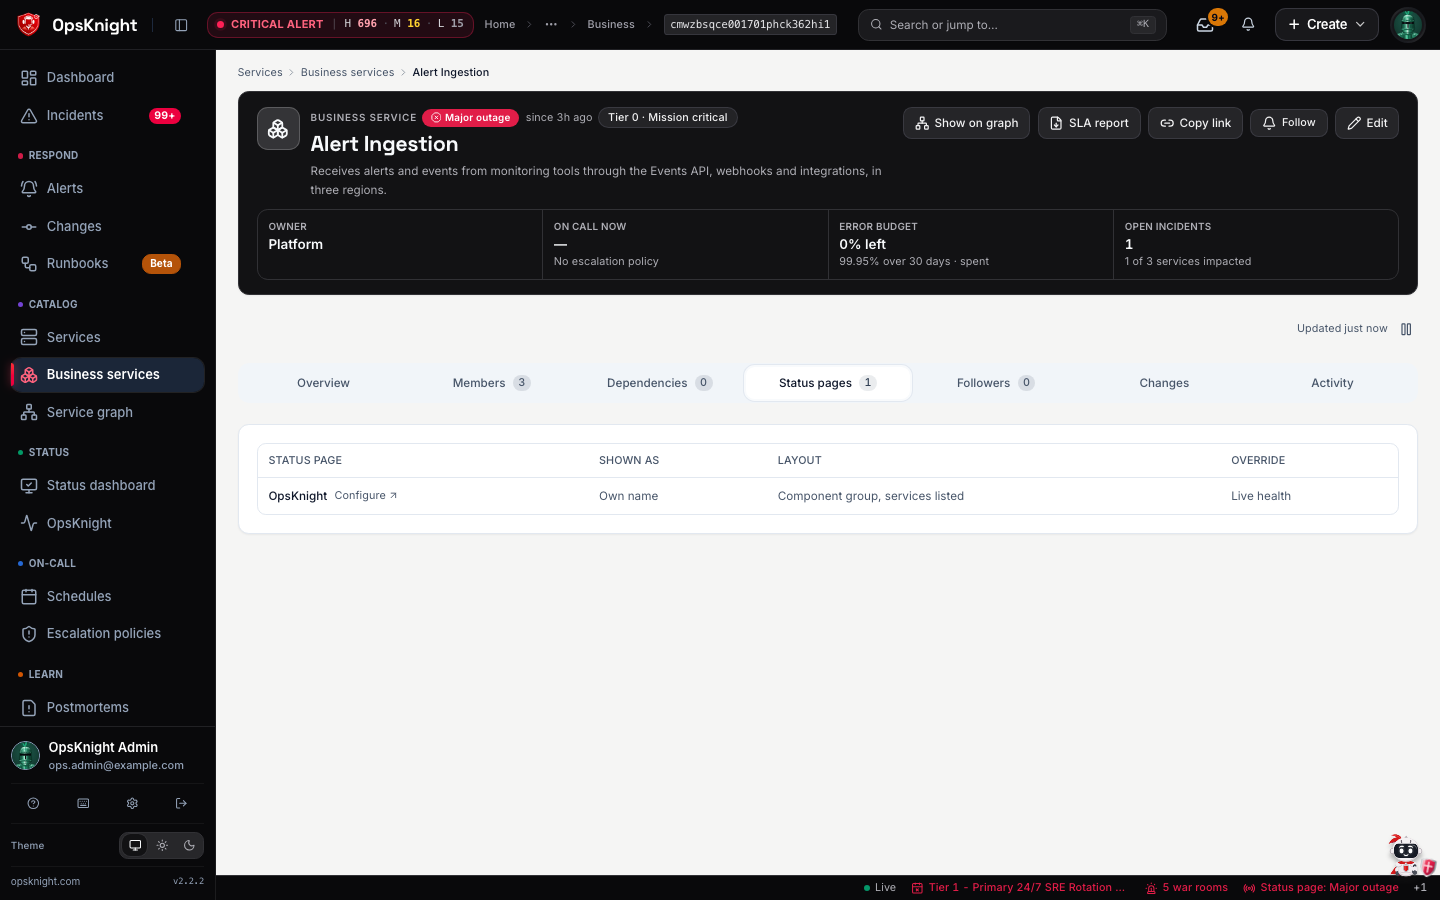 OpsKnight
CRITICAL ALERT | H 696 · M 16 · L 15
Home > ··· > Business > cmwzbsqce001701phck362hi1
Search or jump to... ⌘K
9+
+ Create
Dashboard
Incidents 99+
RESPOND
Alerts
Changes
Runbooks Beta
CATALOG
Services
Business services
Service graph
STATUS
Status dashboard
OpsKnight
ON-CALL
Schedules
Escalation policies
LEARN
Postmortems
OpsKnight Admin
ops.admin@example.com
Theme
opsknight.com v2.2.2
Services > Business services > Alert Ingestion
BUSINESS SERVICE Major outage since 3h ago Tier 0 · Mission critical
Alert Ingestion
Receives alerts and events from monitoring tools through the Events API, webhooks and integrations, in
three regions.
Show on graph SLA report Copy link Follow Edit
OWNER
Platform
ON CALL NOW
—
No escalation policy
ERROR BUDGET
0% left
99.95% over 30 days · spent
OPEN INCIDENTS
1
1 of 3 services impacted
Updated just now
Overview Members 3 Dependencies 0 Status pages 1 Followers 0 Changes Activity
STATUS PAGE SHOWN AS LAYOUT OVERRIDE
OpsKnight Configure ↗ Own name Component group, services listed Live health
Live Tier 1 - Primary 24/7 SRE Rotation ... 5 war rooms Status page: Major outage +1